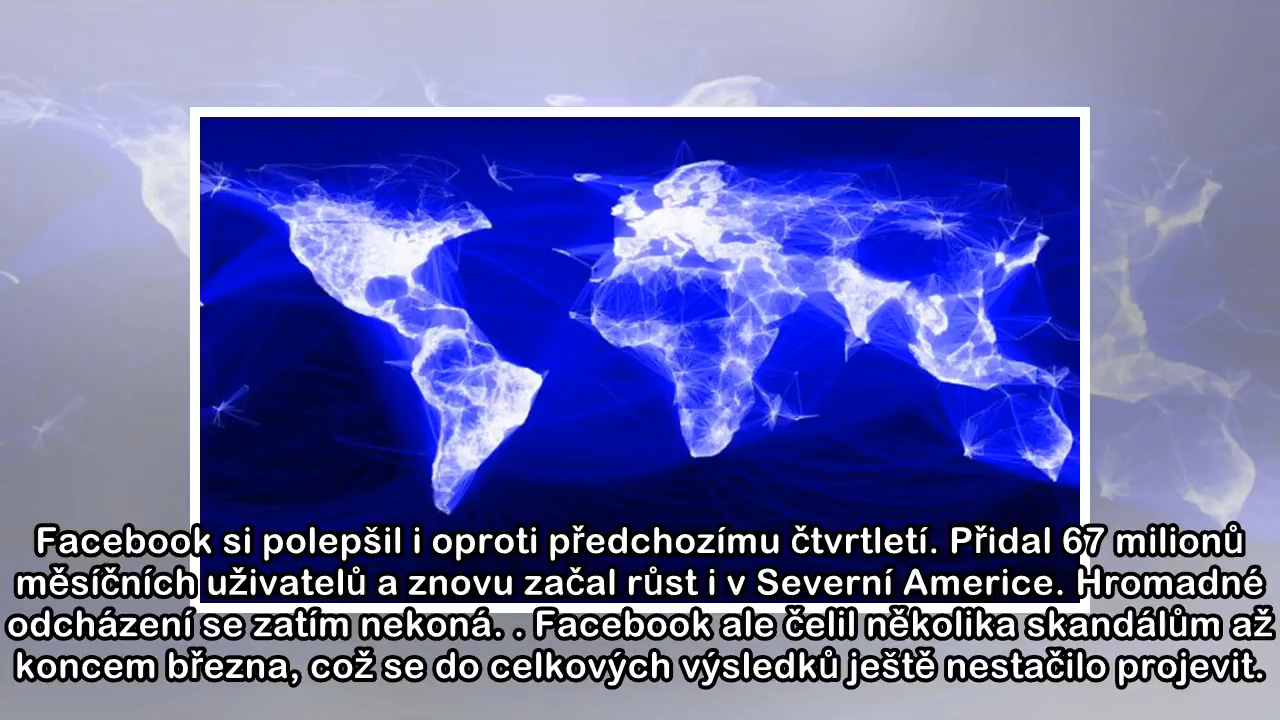 Facebook si polepšil i oproti předchozímu čtvrtletí. Přidal 67 milionů
měsíčních uživatelů a znovu začal růst i v Severní Americe. Hromadné
odcházení se zatím nekoná. . Facebook ale čelil několika skandálům až
koncem března, což se do celkových výsledků ještě nestačilo projevit.